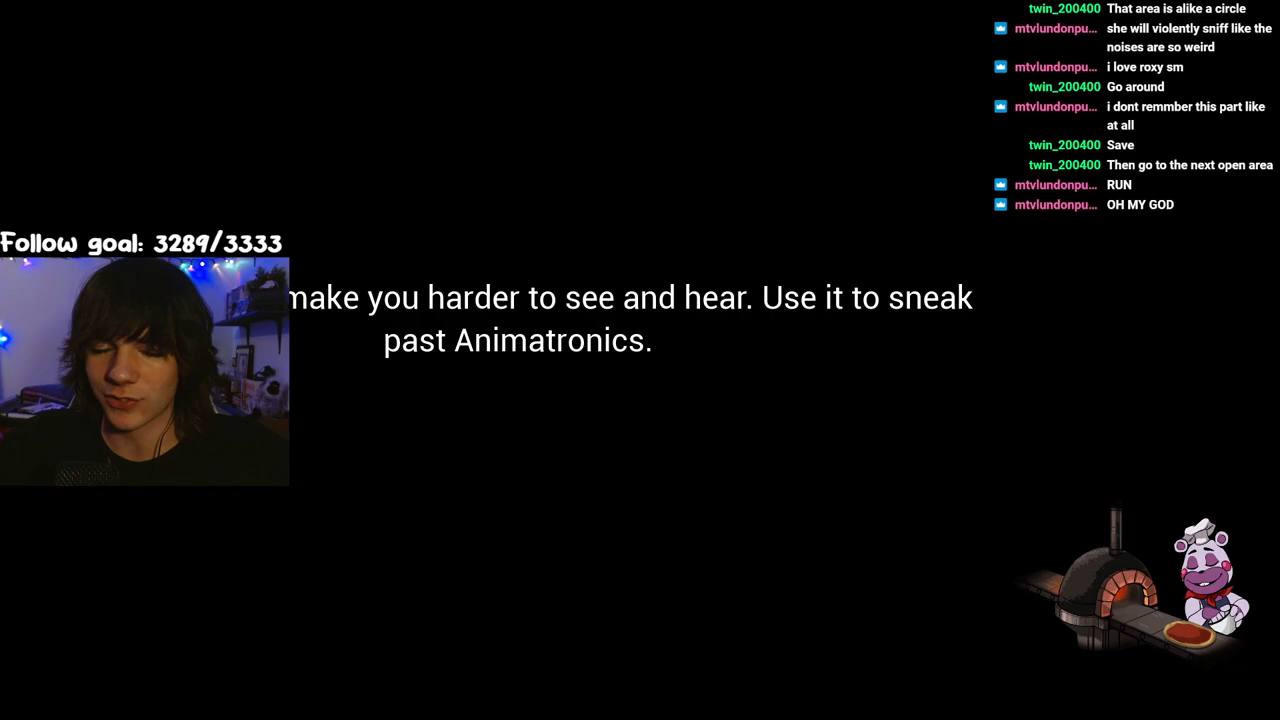 twin_200400 That area is alike a circle
mtvlundonpu... she will violently sniff like the
noises are so weird
mtvlundonpu... i love roxy sm
twin_200400 Go around
mtvlundonpu... i dont remmber this part like
at all
twin_200400 Save
twin_200400 Then go to the next open area
mtvlundonpu... RUN
mtvlundonpu... OH MY GOD
Follow goal: 3289/3333
make you harder to see and hear. Use it to sneak
past Animatronics.